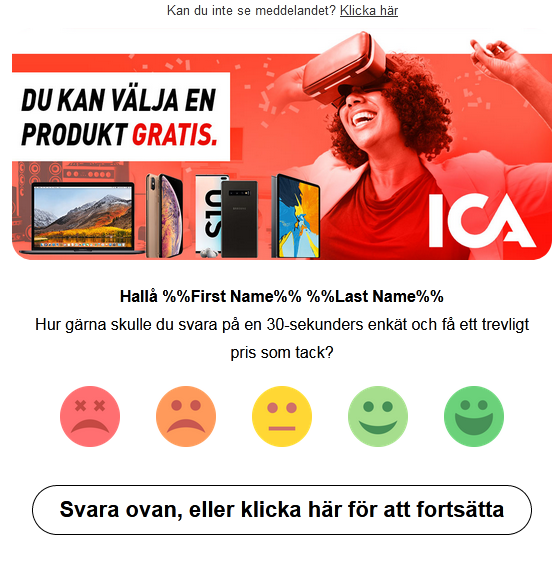 Kan du inte se meddelandet? Klicka här
DU KAN VÄLJA EN
PRODUKT GRATIS.
S10
ICA
Hallå %%First Name%% %%Last Name%%
Hur gärna skulle du svara på en 30-sekunders enkät och få ett trevligt
pris som tack?
Svara ovan, eller klicka här för att fortsätta